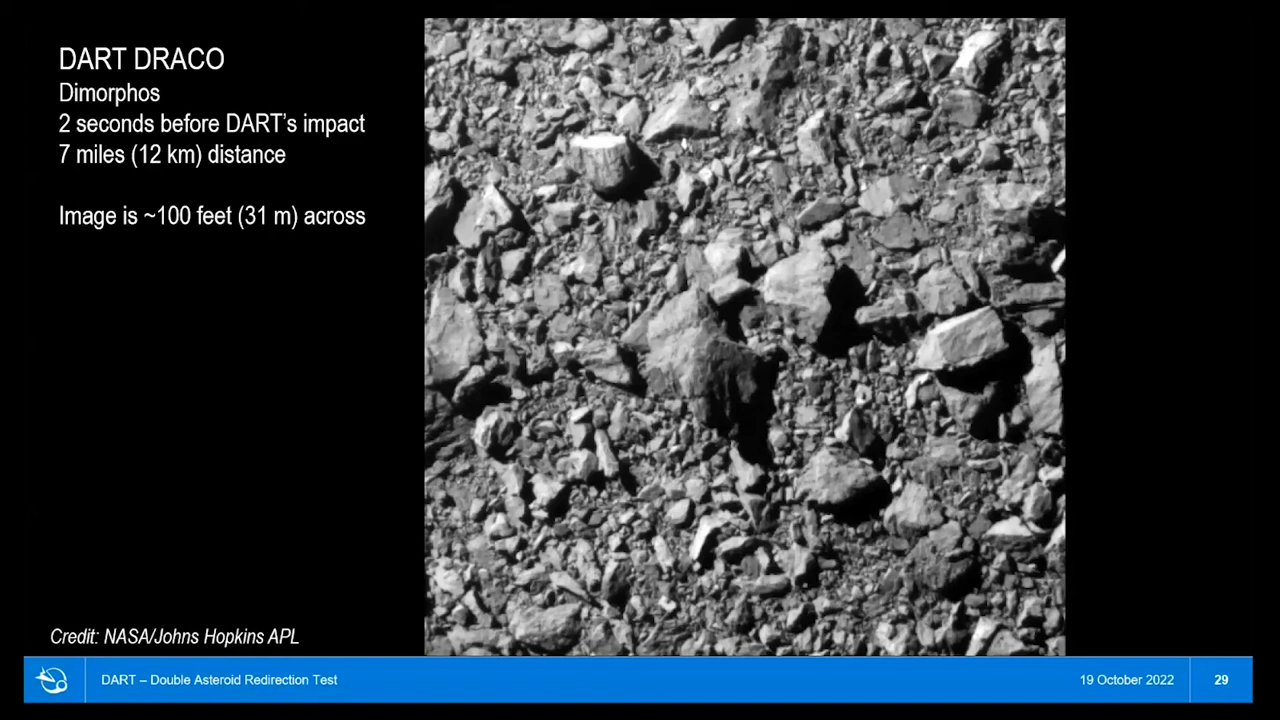 DART DRACO
Dimorphos
2 seconds before DART's impact
7 miles (12 km) distance
Image is ~100 feet (31 m) across
Credit: NASA/Johns Hopkins APL
DART – Double Asteroid Redirection Test
19 October 2022
29